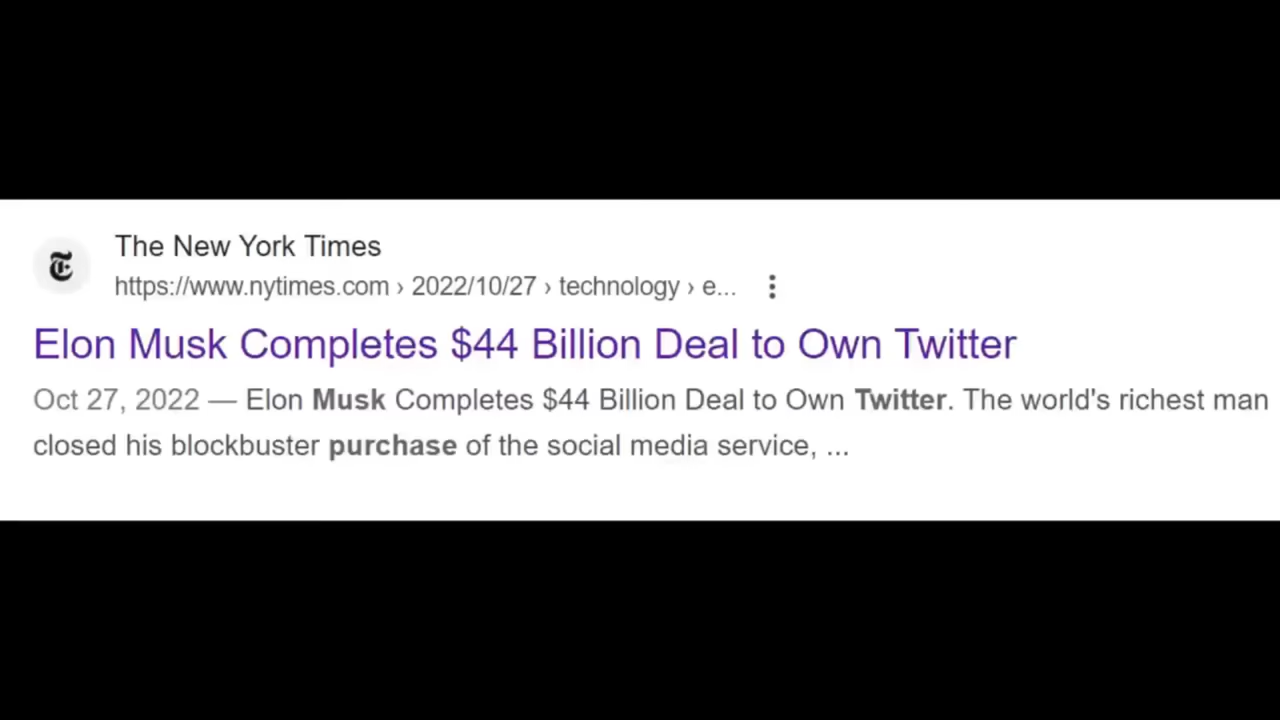 The New York Times
https://www.nytimes.com › 2022/10/27 › technology › e...
Elon Musk Completes $44 Billion Deal to Own Twitter
Oct 27, 2022 — Elon Musk Completes $44 Billion Deal to Own Twitter. The world's richest man
closed his blockbuster purchase of the social media service, ...